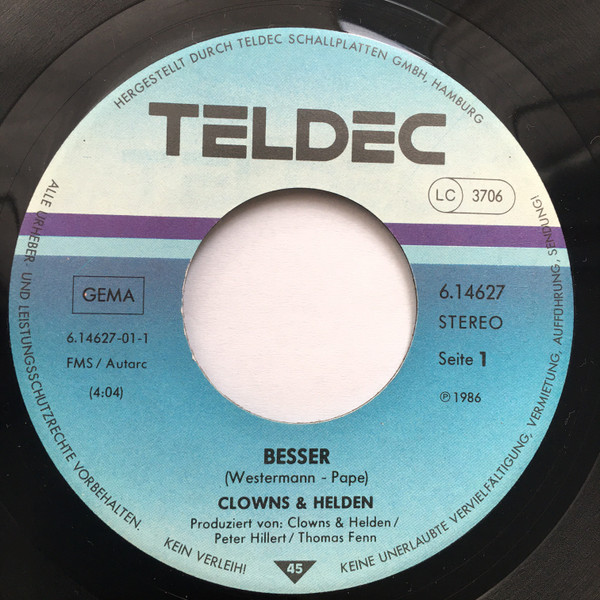 HERGESTELLT DURCH TELDEC SCHALLPLATTEN GMBH, HAMBURG
TELDEC
LC 3706
GEMA
6.14627-01-1
FMS / Autarc
(4:04)
6.14627
STEREO
Seite 1
℗ 1986
BESSER
(Westermann - Pape)
CLOWNS & HELDEN
Produziert von: Clowns & Helden /
Peter Hillert / Thomas Fenn
45
ALLE URHEBER- UND LEISTUNGSSCHUTZRECHTE VORBEHALTEN. KEIN VERLEIH! KEINE UNERLAUBTE VERVIELFÄLTIGUNG, VERMIETUNG, AUFFÜHRUNG, SENDUNG!